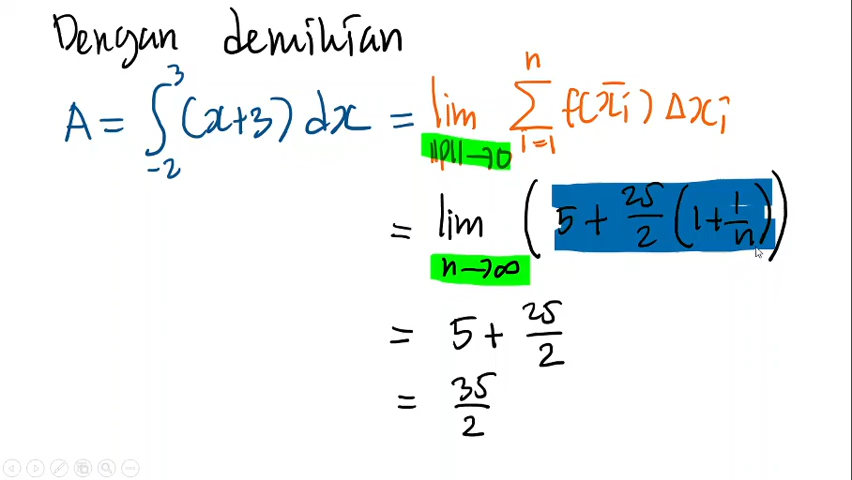 Dengan demikian
A = ∫_{-2}^{3} (x+3) dx = lim_{||P||→0} ∑_{i=1}^{n} f(x̄_i) Δx_i
= lim_{n→∞} ( 5 + 25/2 (1 + 1/n) )
= 5 + 25/2
= 35/2